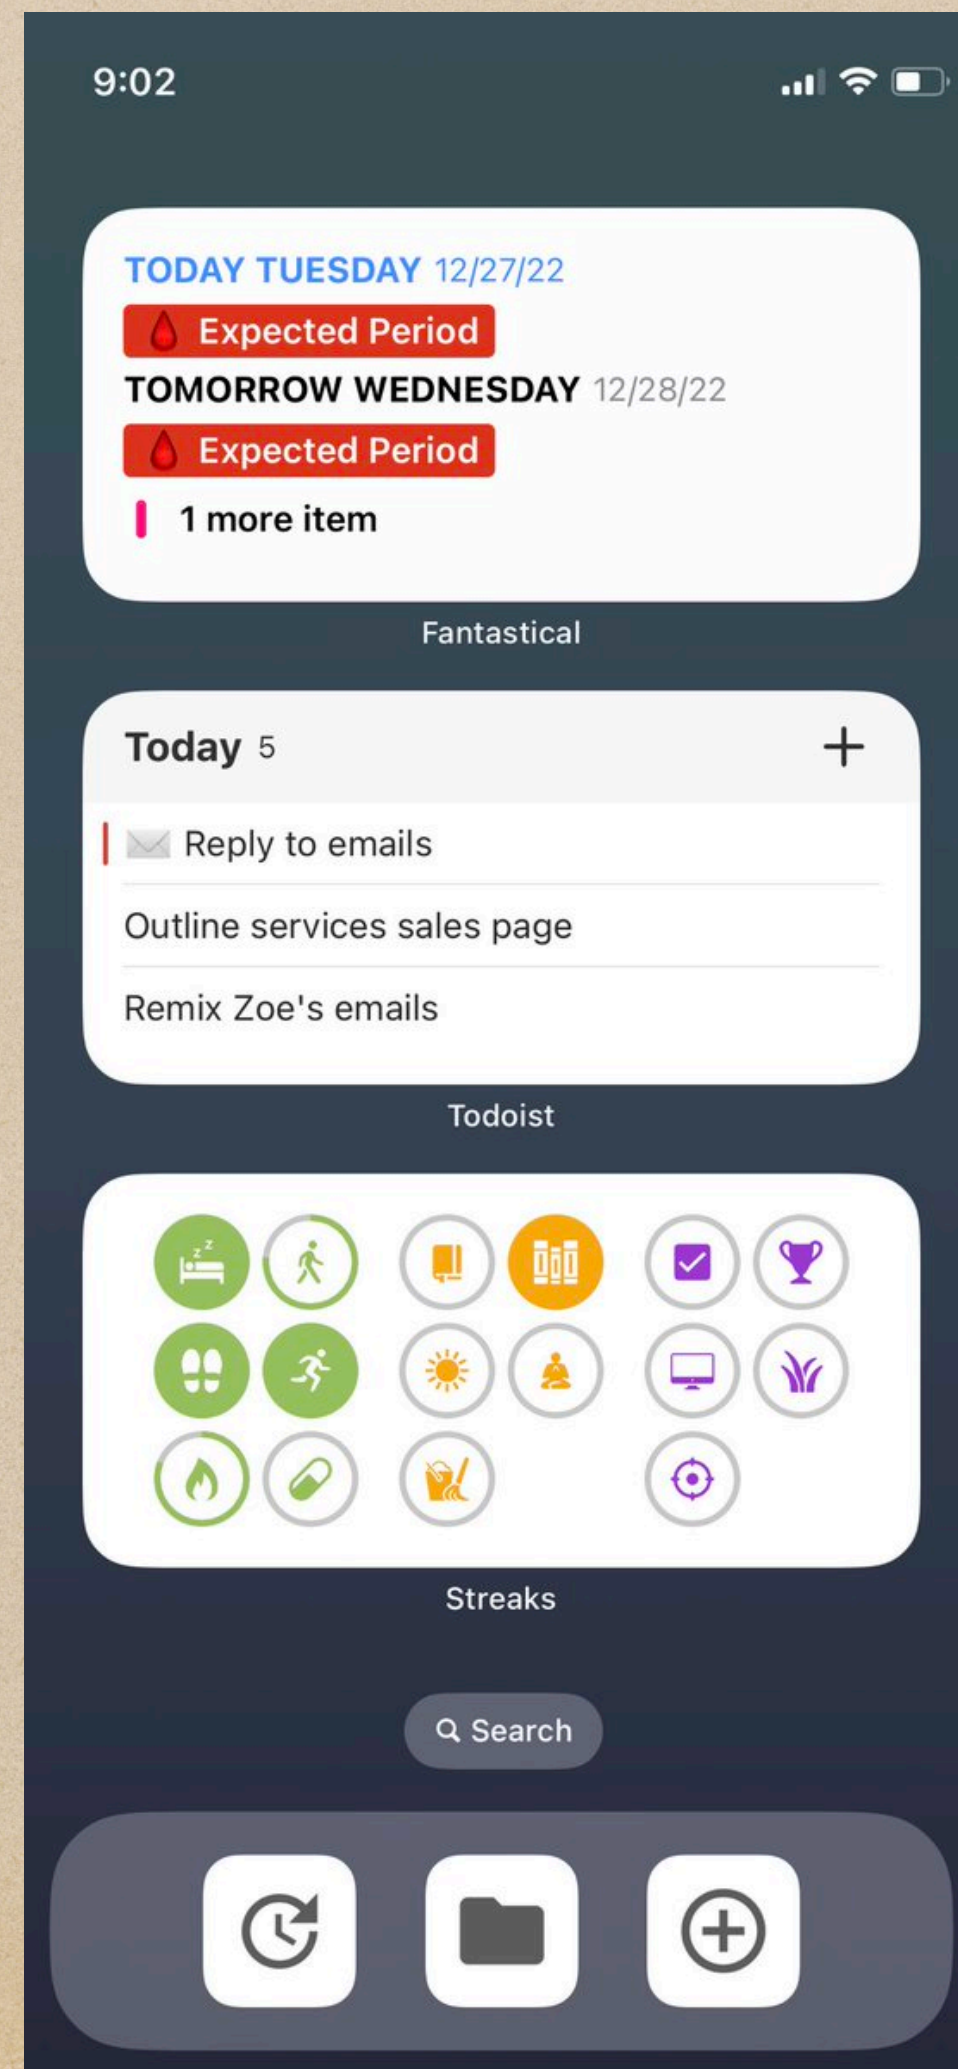 9:02
TODAY TUESDAY 12/27/22
Expected Period
TOMORROW WEDNESDAY 12/28/22
Expected Period
1 more item
Fantastical
Today 5
Reply to emails
Outline services sales page
Remix Zoe's emails
Todoist
z z
Streaks
Search